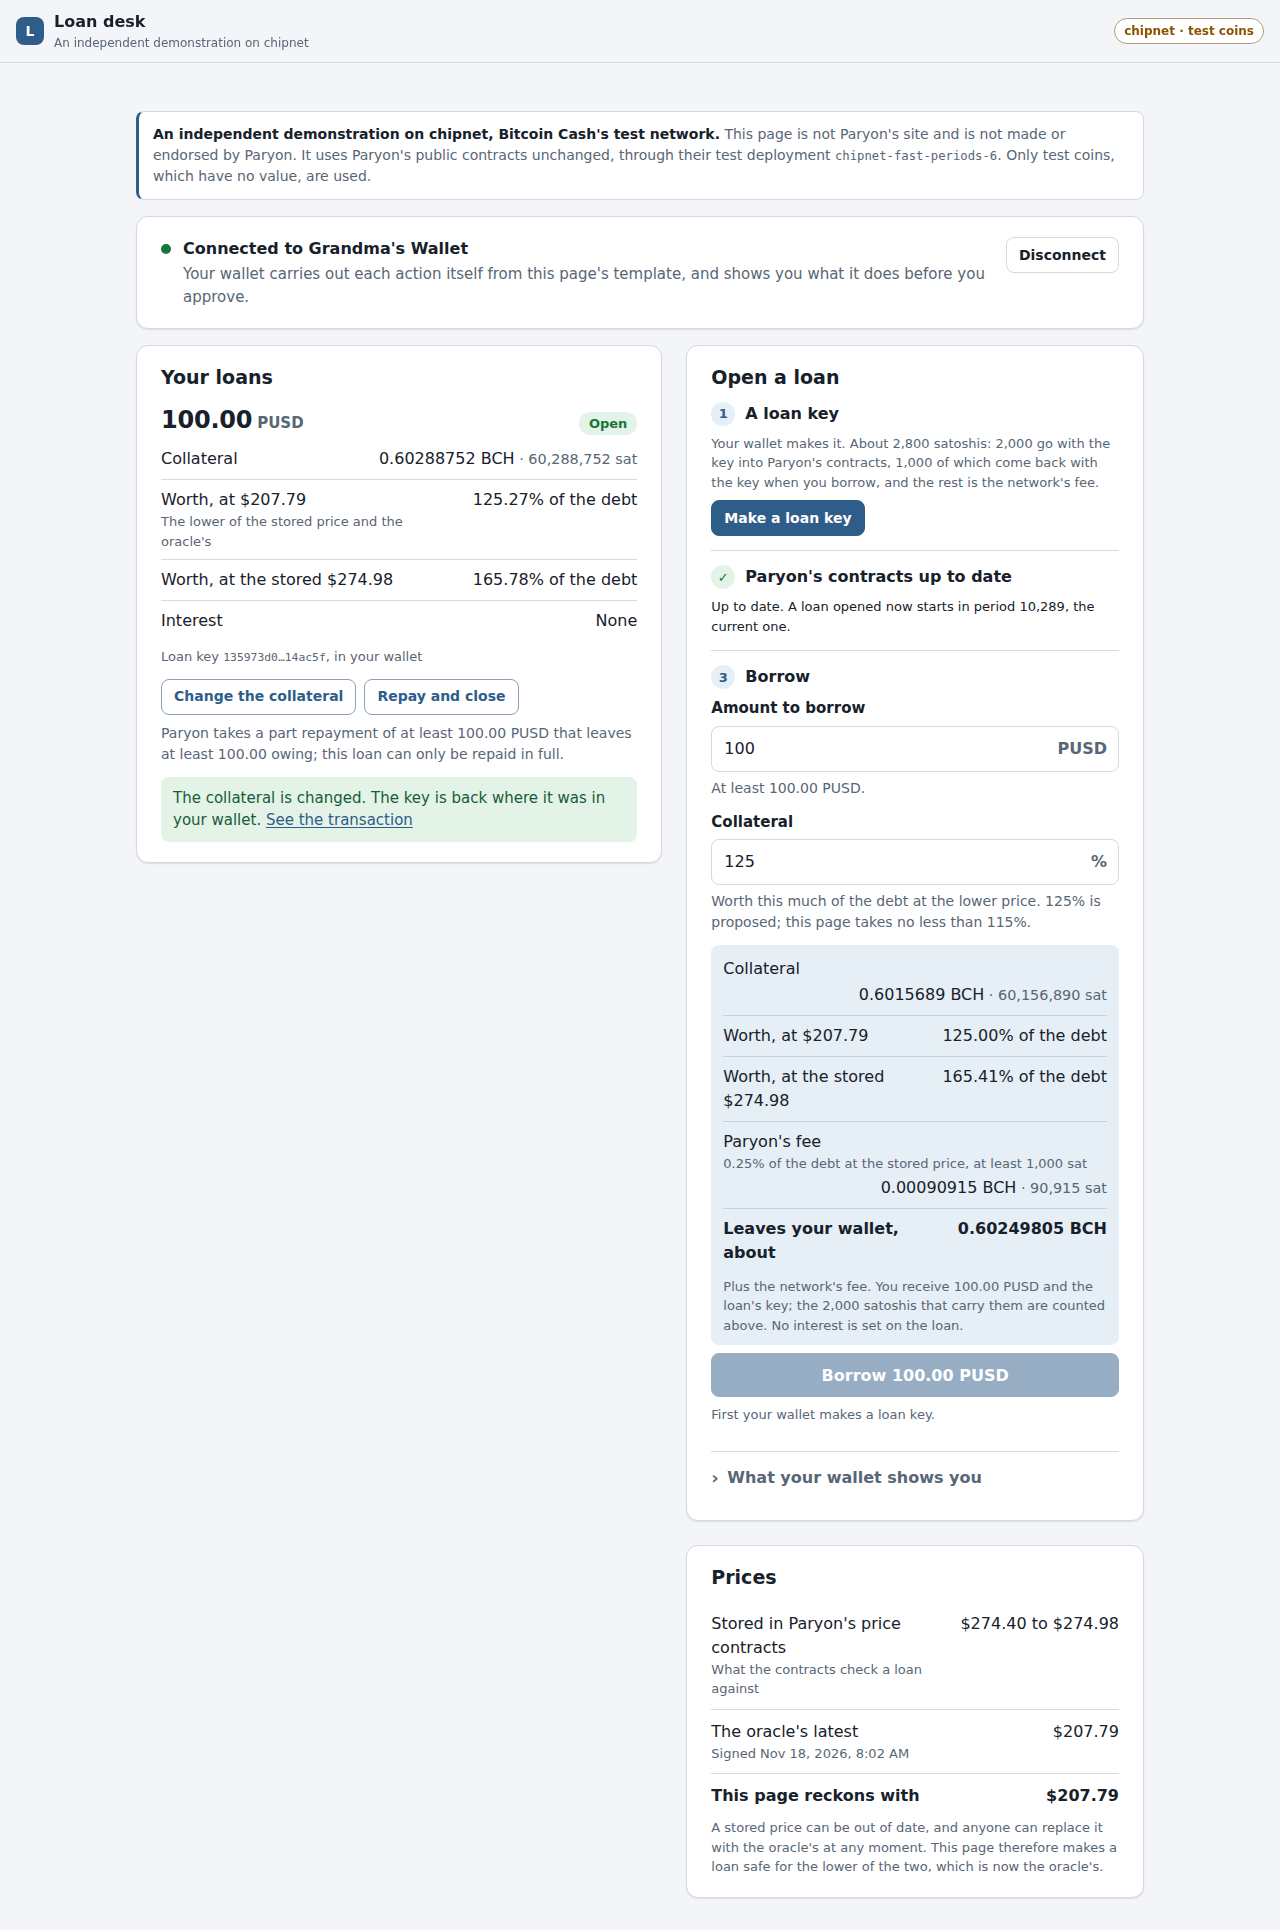 L
Loan desk
An independent demonstration on chipnet
chipnet · test coins
An independent demonstration on chipnet, Bitcoin Cash's test network. This page is not Paryon's site and is not made or
endorsed by Paryon. It uses Paryon's public contracts unchanged, through their test deployment chipnet-fast-periods-6. Only test coins,
which have no value, are used.
Connected to Grandma's Wallet
Your wallet carries out each action itself from this page's template, and shows you what it does before you
approve.
Disconnect
Your loans
100.00 PUSD
Open
Collateral
0.60288752 BCH · 60,288,752 sat
Worth, at $207.79
125.27% of the debt
The lower of the stored price and the
oracle's
Worth, at the stored $274.98
165.78% of the debt
Interest
None
Loan key 135973d0…14ac5f, in your wallet
Change the collateral
Repay and close
Paryon takes a part repayment of at least 100.00 PUSD that leaves
at least 100.00 owing; this loan can only be repaid in full.
The collateral is changed. The key is back where it was in
your wallet. See the transaction
Open a loan
1
A loan key
Your wallet makes it. About 2,800 satoshis: 2,000 go with the
key into Paryon's contracts, 1,000 of which come back with
the key when you borrow, and the rest is the network's fee.
Make a loan key
✓
Paryon's contracts up to date
Up to date. A loan opened now starts in period 10,289, the
current one.
3
Borrow
Amount to borrow
100
PUSD
At least 100.00 PUSD.
Collateral
125
%
Worth this much of the debt at the lower price. 125% is
proposed; this page takes no less than 115%.
Collateral
0.6015689 BCH · 60,156,890 sat
Worth, at $207.79
125.00% of the debt
Worth, at the stored
$274.98
165.41% of the debt
Paryon's fee
0.25% of the debt at the stored price, at least 1,000 sat
0.00090915 BCH · 90,915 sat
Leaves your wallet,
about
0.60249805 BCH
Plus the network's fee. You receive 100.00 PUSD and the
loan's key; the 2,000 satoshis that carry them are counted
above. No interest is set on the loan.
Borrow 100.00 PUSD
First your wallet makes a loan key.
› What your wallet shows you
Prices
Stored in Paryon's price
contracts
$274.40 to $274.98
What the contracts check a loan
against
The oracle's latest
$207.79
Signed Nov 18, 2026, 8:02 AM
This page reckons with
$207.79
A stored price can be out of date, and anyone can replace it
with the oracle's at any moment. This page therefore makes a
loan safe for the lower of the two, which is now the oracle's.